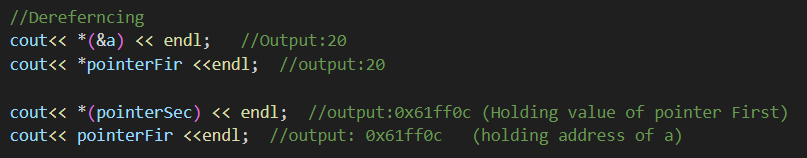 //Dereferncing
cout<< *(&a) << endl;   //Output:20
cout<< *pointerFir <<endl;  //output:20
cout<< *(pointerSec) << endl;  //output:0x61ff0c (Holding value of pointer First)
cout<< pointerFir <<endl;  //output: 0x61ff0c   (holding address of a)